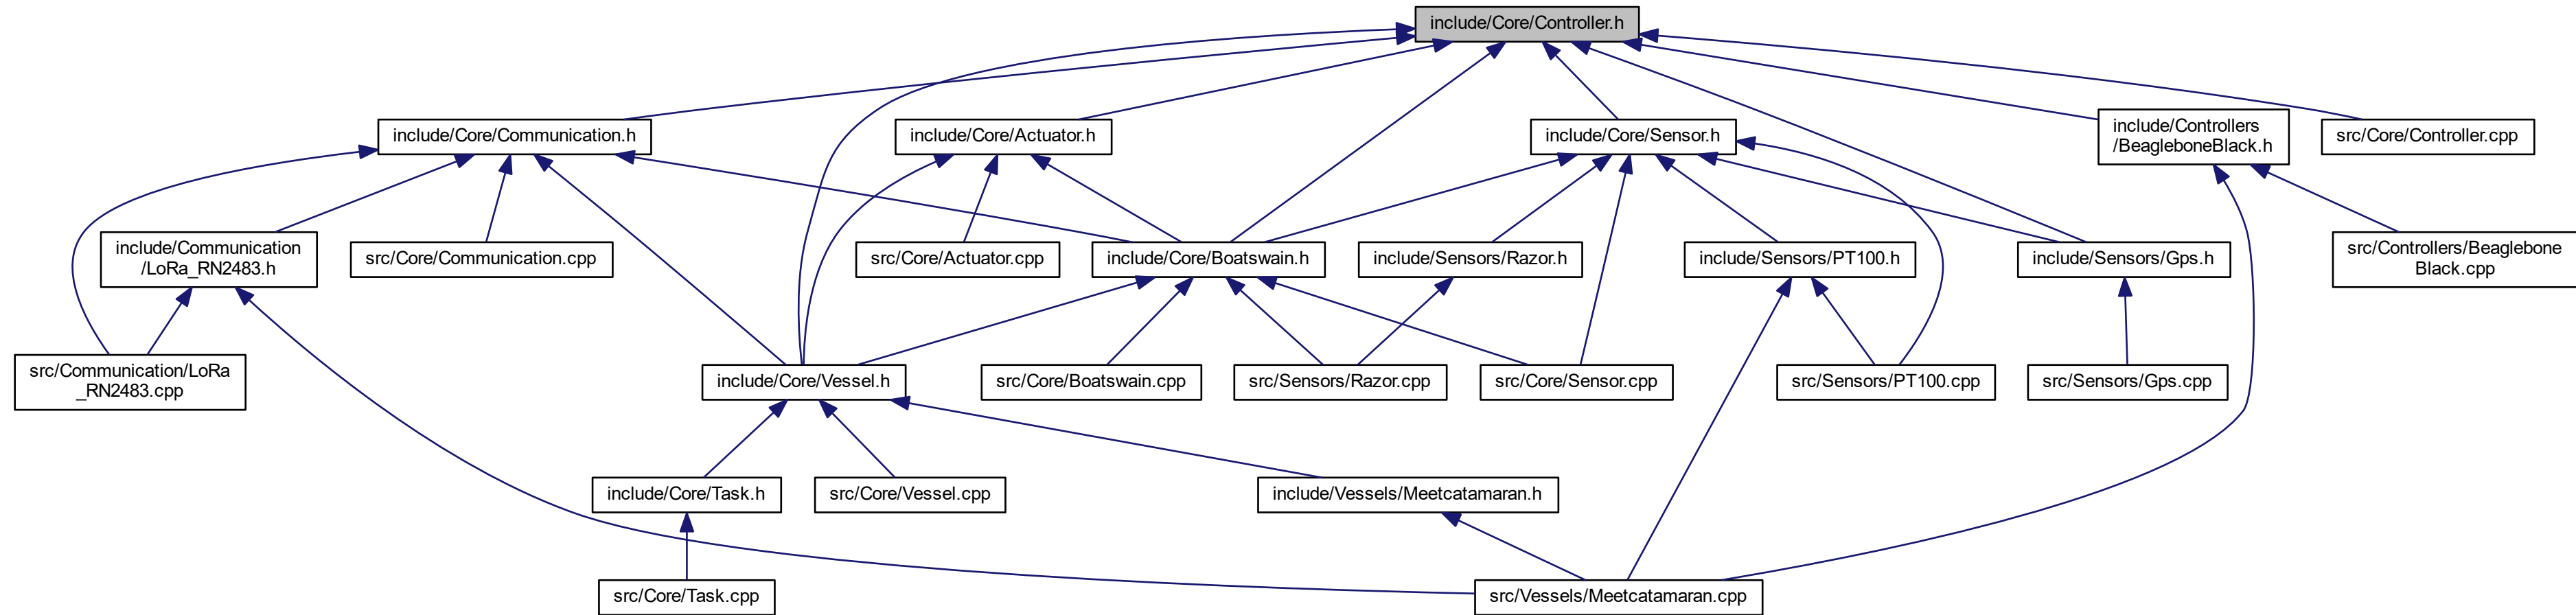 include/Core/Controller.h
include/Core/Communication.h
include/Core/Actuator.h
include/Core/Sensor.h
include/Controllers
/BeagleboneBlack.h
src/Core/Controller.cpp
include/Communication
/LoRa_RN2483.h
src/Core/Communication.cpp
src/Core/Actuator.cpp
include/Core/Boatswain.h
include/Sensors/Razor.h
include/Sensors/PT100.h
include/Sensors/Gps.h
src/Controllers/Beaglebone
Black.cpp
src/Communication/LoRa
_RN2483.cpp
include/Core/Vessel.h
src/Core/Boatswain.cpp
src/Sensors/Razor.cpp
src/Core/Sensor.cpp
src/Sensors/PT100.cpp
src/Sensors/Gps.cpp
include/Core/Task.h
src/Core/Vessel.cpp
include/Vessels/Meetcatamaran.h
src/Core/Task.cpp
src/Vessels/Meetcatamaran.cpp